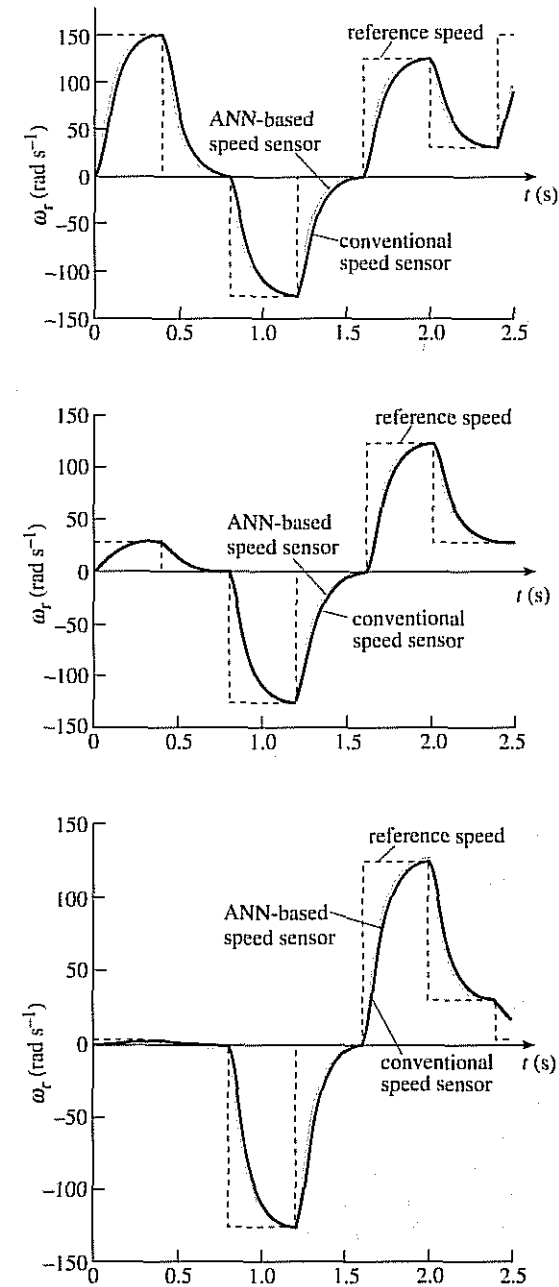 150
100
50
0
−50
−100
−150
ωr (rad s−1)
reference speed
ANN-based
speed sensor
conventional
speed sensor
t (s)
0 0.5 1.0 1.5 2.0 2.5
150
100
50
0
−50
−100
−150
ωr (rad s−1)
reference speed
ANN-based
speed sensor
conventional
speed sensor
t (s)
0 0.5 1.0 1.5 2.0 2.5
150
100
50
0
−50
−100
−150
ωr (rad s−1)
reference speed
ANN-based
speed sensor
conventional
speed sensor
t (s)
0 0.5 1.0 1.5 2.0 2.5